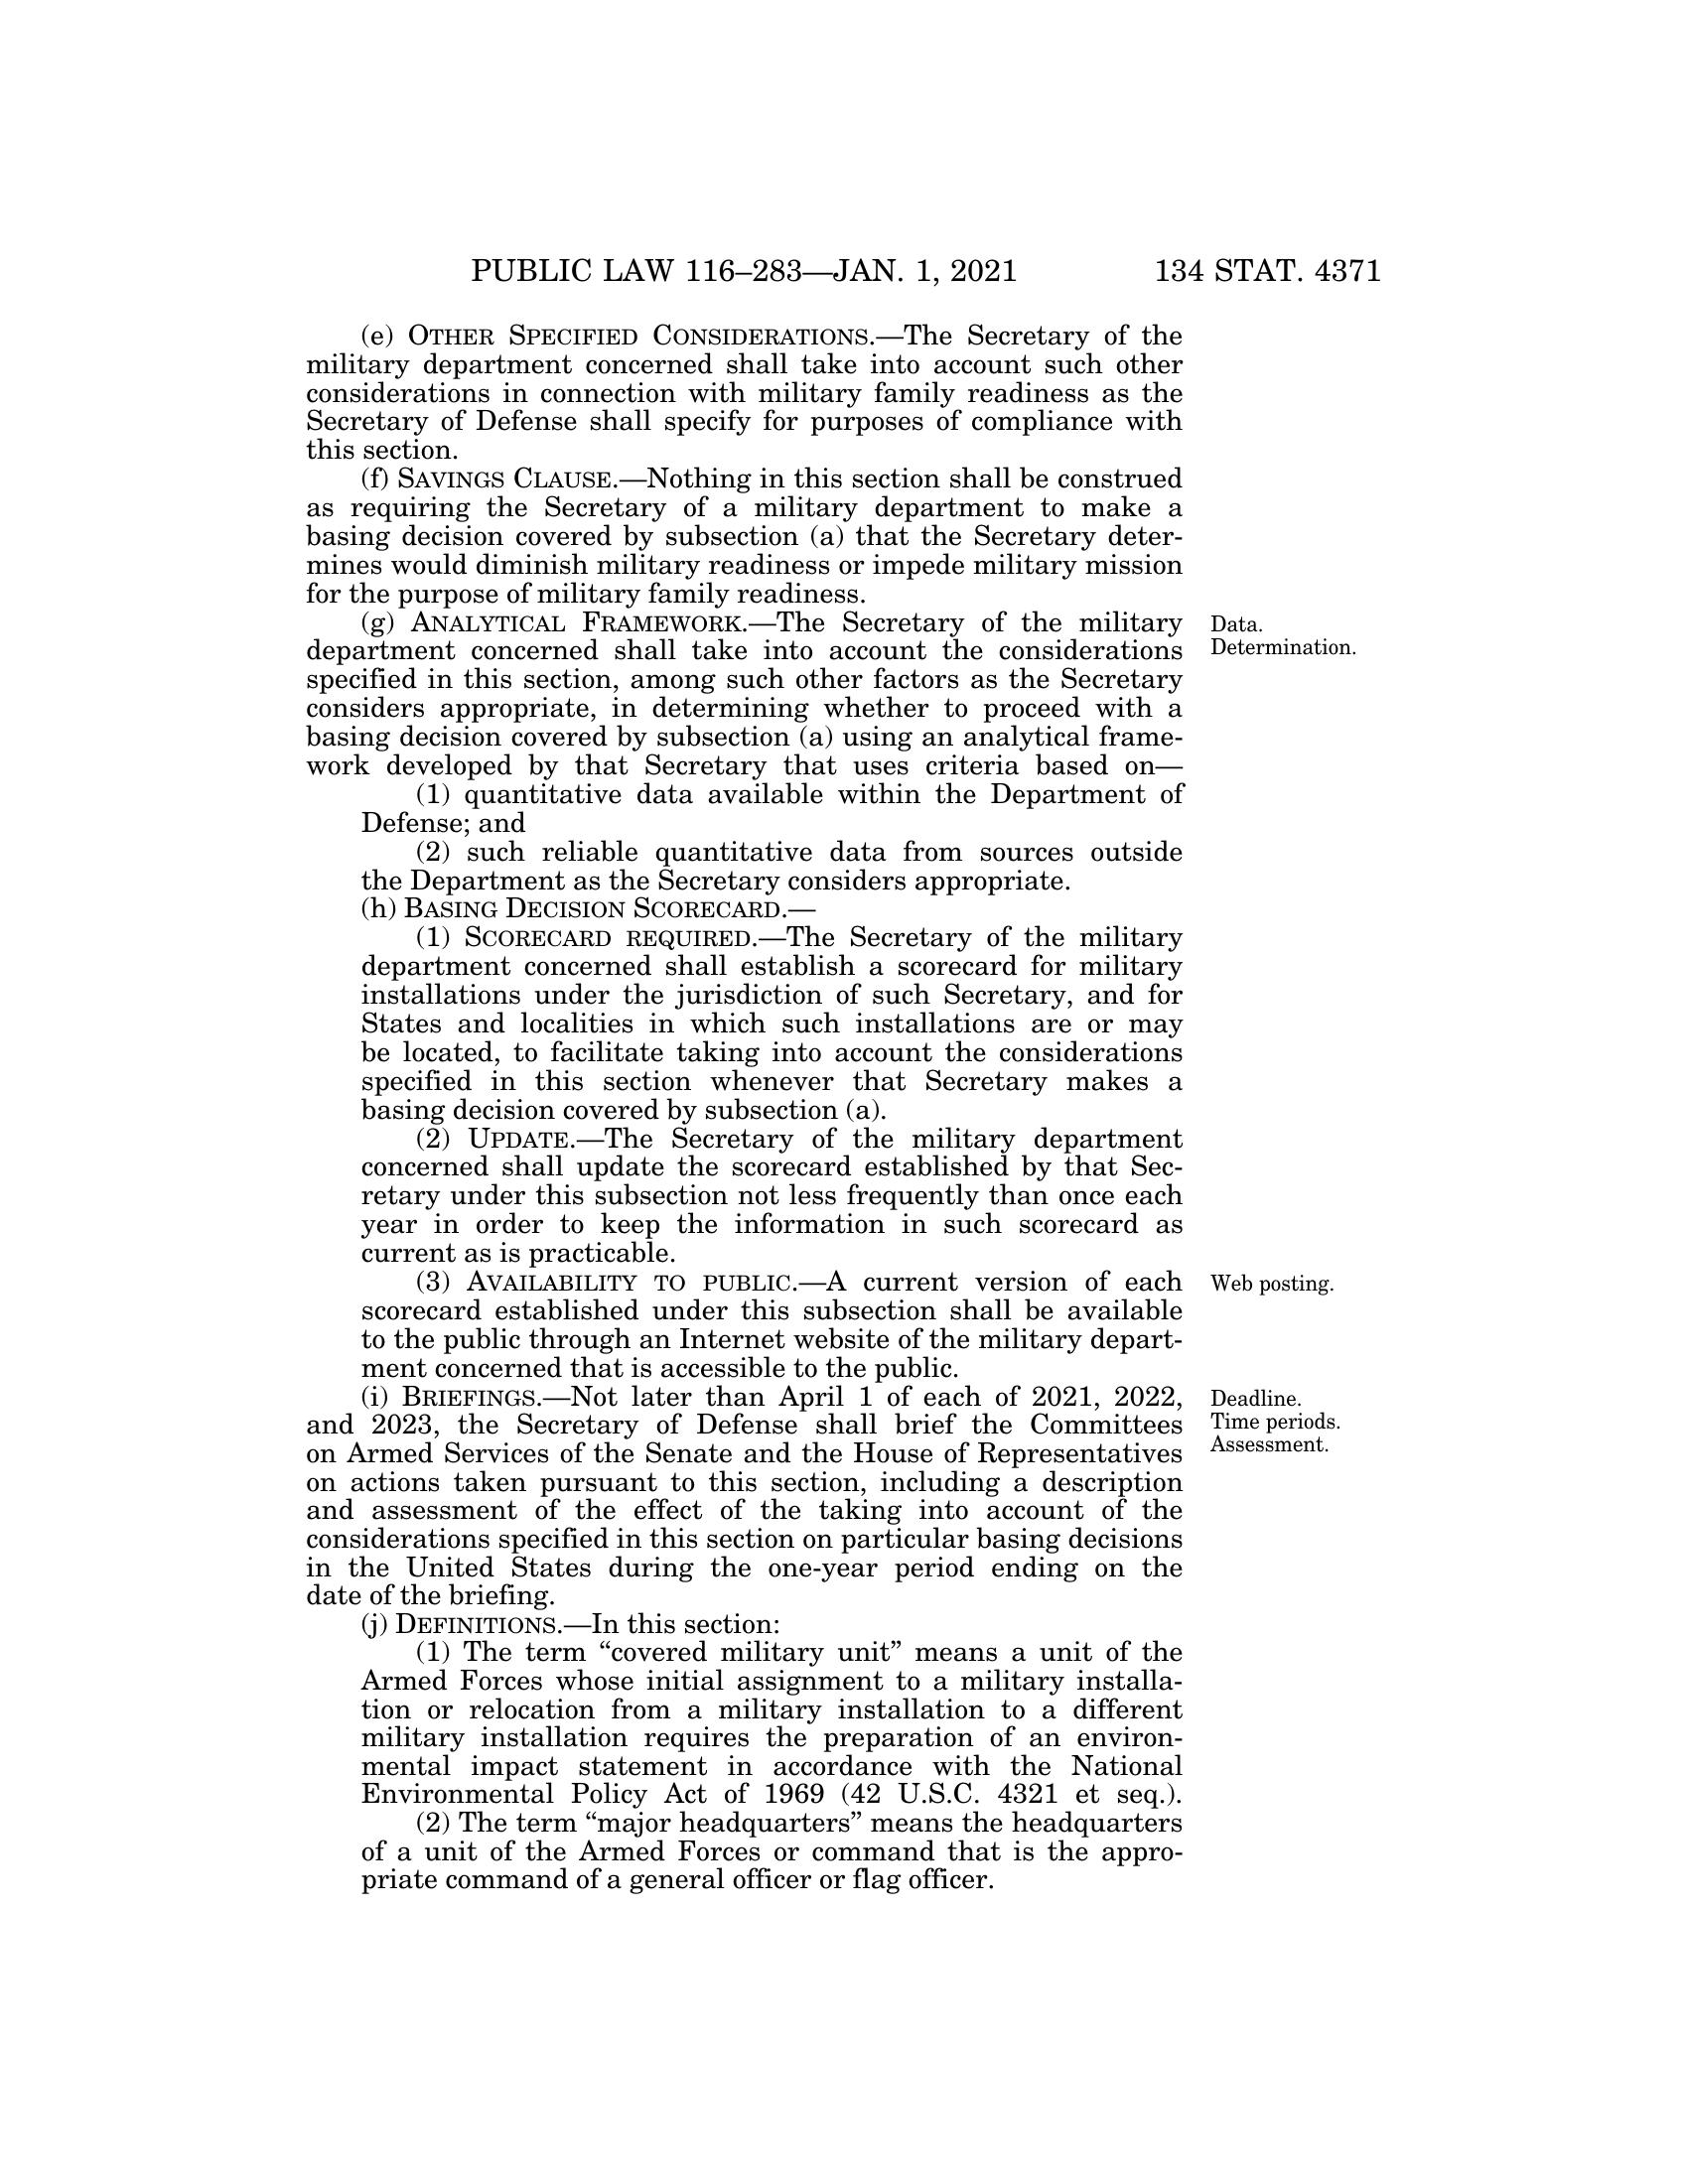 PUBLIC LAW 116–283—JAN. 1, 2021 134 STAT. 4371
(e) OTHER SPECIFIED CONSIDERATIONS.—The Secretary of the
military department concerned shall take into account such other
considerations in connection with military family readiness as the
Secretary of Defense shall specify for purposes of compliance with
this section.
(f) SAVINGS CLAUSE.—Nothing in this section shall be construed
as requiring the Secretary of a military department to make a
basing decision covered by subsection (a) that the Secretary deter-
mines would diminish military readiness or impede military mission
for the purpose of military family readiness.
(g) ANALYTICAL FRAMEWORK.—The Secretary of the military
department concerned shall take into account the considerations
specified in this section, among such other factors as the Secretary
considers appropriate, in determining whether to proceed with a
basing decision covered by subsection (a) using an analytical frame-
work developed by that Secretary that uses criteria based on—
Data.
Determination.
(1) quantitative data available within the Department of
Defense; and
(2) such reliable quantitative data from sources outside
the Department as the Secretary considers appropriate.
(h) BASING DECISION SCORECARD.—
(1) SCORECARD REQUIRED.—The Secretary of the military
department concerned shall establish a scorecard for military
installations under the jurisdiction of such Secretary, and for
States and localities in which such installations are or may
be located, to facilitate taking into account the considerations
specified in this section whenever that Secretary makes a
basing decision covered by subsection (a).
(2) UPDATE.—The Secretary of the military department
concerned shall update the scorecard established by that Sec-
retary under this subsection not less frequently than once each
year in order to keep the information in such scorecard as
current as is practicable.
(3) AVAILABILITY TO PUBLIC.—A current version of each
scorecard established under this subsection shall be available
to the public through an Internet website of the military depart-
ment concerned that is accessible to the public.
Web posting.
(i) BRIEFINGS.—Not later than April 1 of each of 2021, 2022,
and 2023, the Secretary of Defense shall brief the Committees
on Armed Services of the Senate and the House of Representatives
on actions taken pursuant to this section, including a description
and assessment of the effect of the taking into account of the
considerations specified in this section on particular basing decisions
in the United States during the one-year period ending on the
date of the briefing.
Deadline.
Time periods.
Assessment.
(j) DEFINITIONS.—In this section:
(1) The term “covered military unit” means a unit of the
Armed Forces whose initial assignment to a military installa-
tion or relocation from a military installation to a different
military installation requires the preparation of an environ-
mental impact statement in accordance with the National
Environmental Policy Act of 1969 (42 U.S.C. 4321 et seq.).
(2) The term “major headquarters” means the headquarters
of a unit of the Armed Forces or command that is the appro-
priate command of a general officer or flag officer.